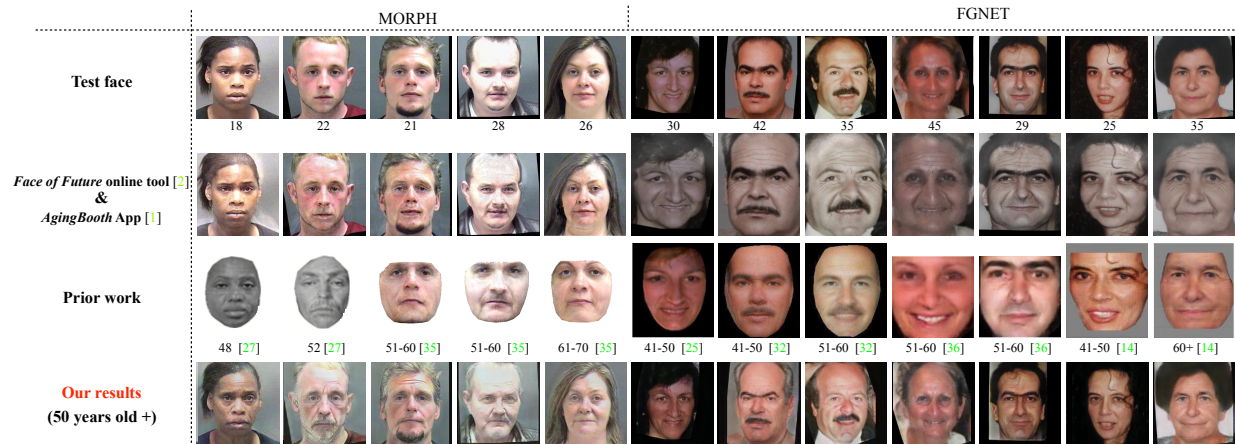 MORPH
FGNET
Test face
18 22 21 28 26 30 42 35 45 29 25 35
Face of Future online tool [2]
&
AgingBooth App [1]
Prior work
48 [27] 52 [27] 51-60 [35] 51-60 [35] 61-70 [35] 41-50 [25] 41-50 [32] 51-60 [32] 51-60 [36] 51-60 [36] 41-50 [14] 60+ [14]
Our results
(50 years old +)